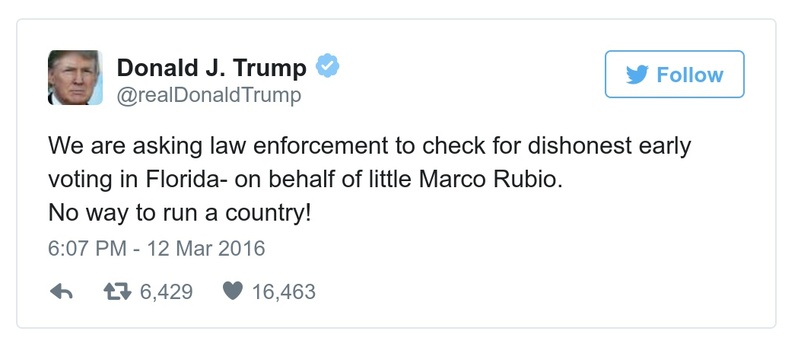 Donald J. Trump
@realDonaldTrump
Follow
We are asking law enforcement to check for dishonest early
voting in Florida- on behalf of little Marco Rubio.
No way to run a country!
6:07 PM - 12 Mar 2016
6,429 16,463